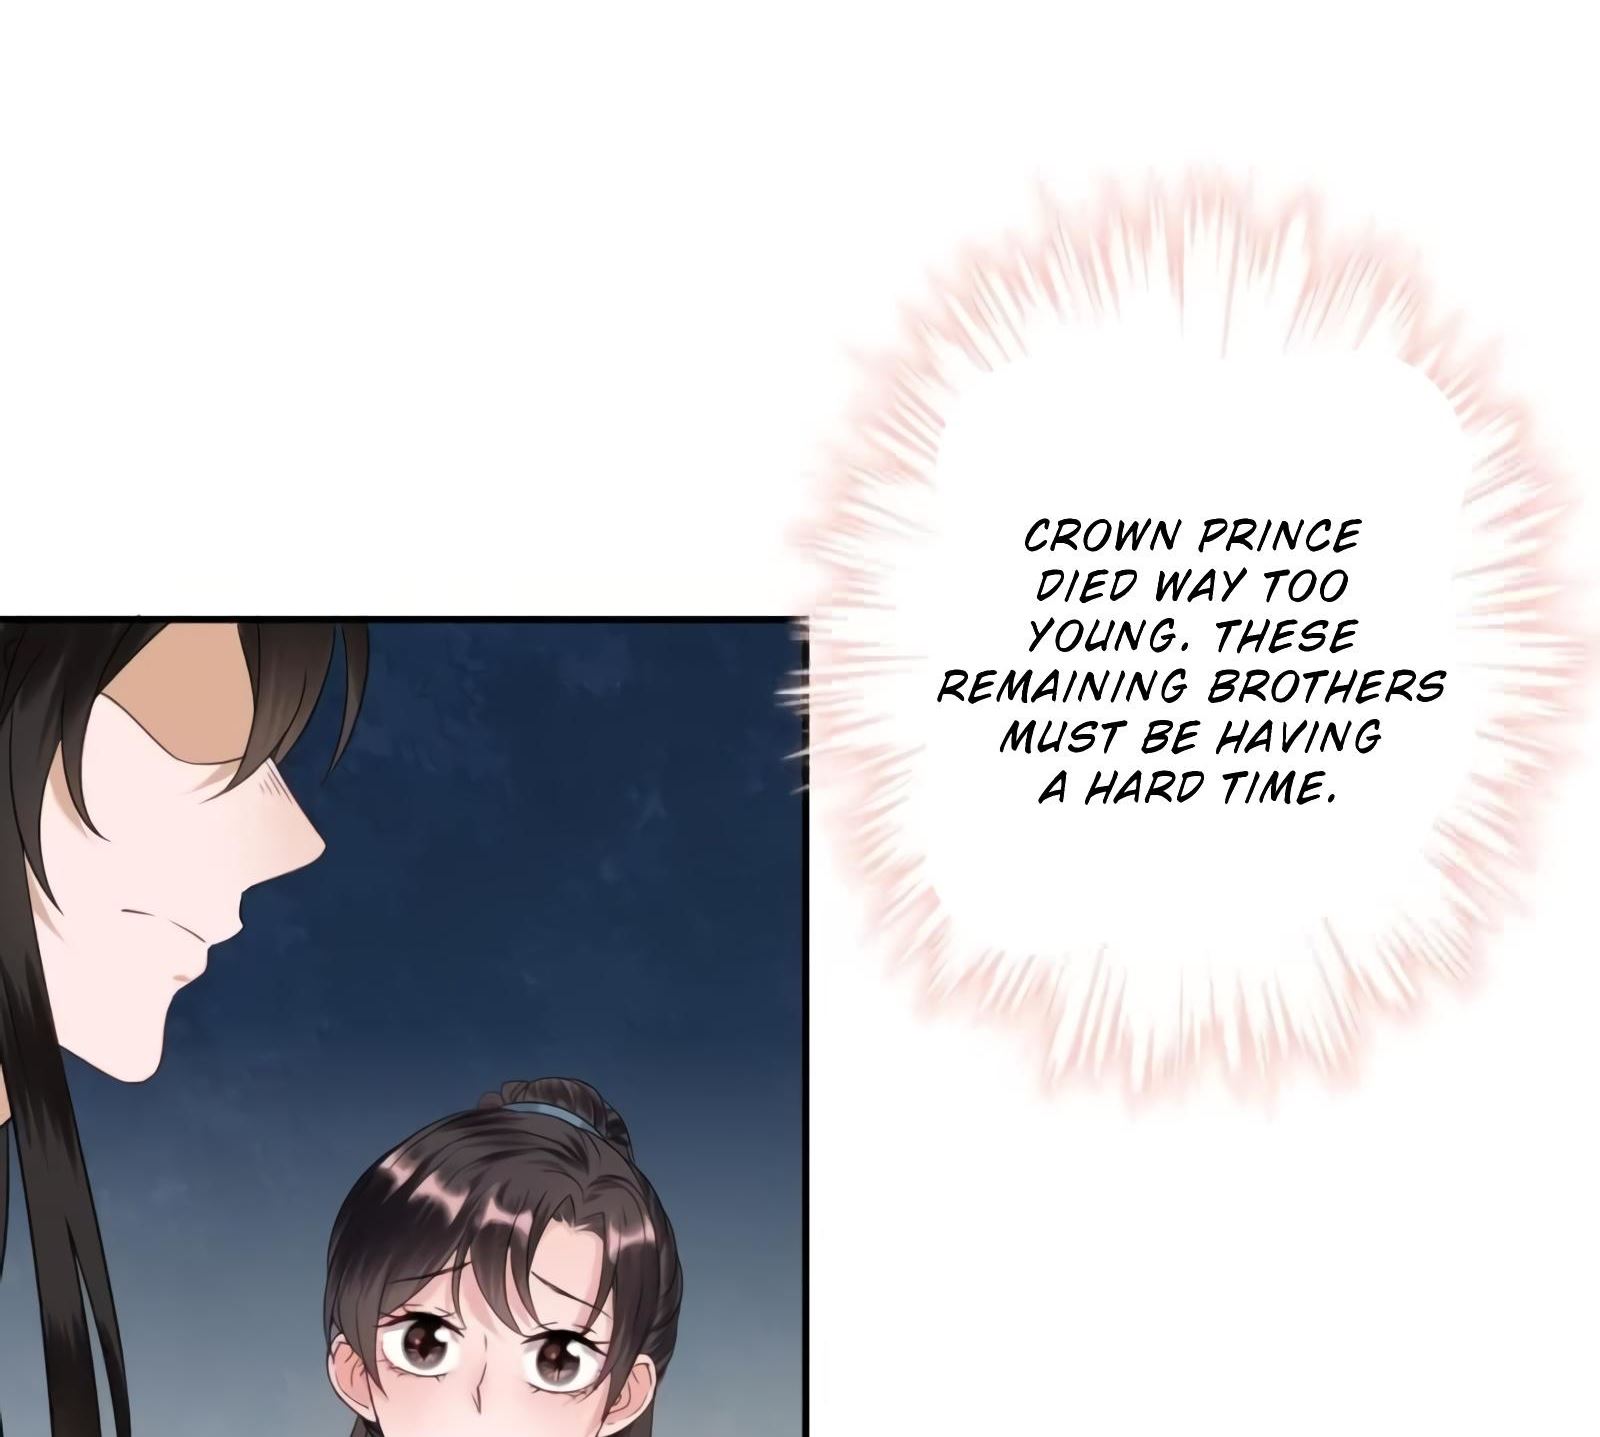 CROWN PRINCE
DIED WAY TOO
YOUNG. THESE
REMAINING BROTHERS
MUST BE HAVING
A HARD TIME.